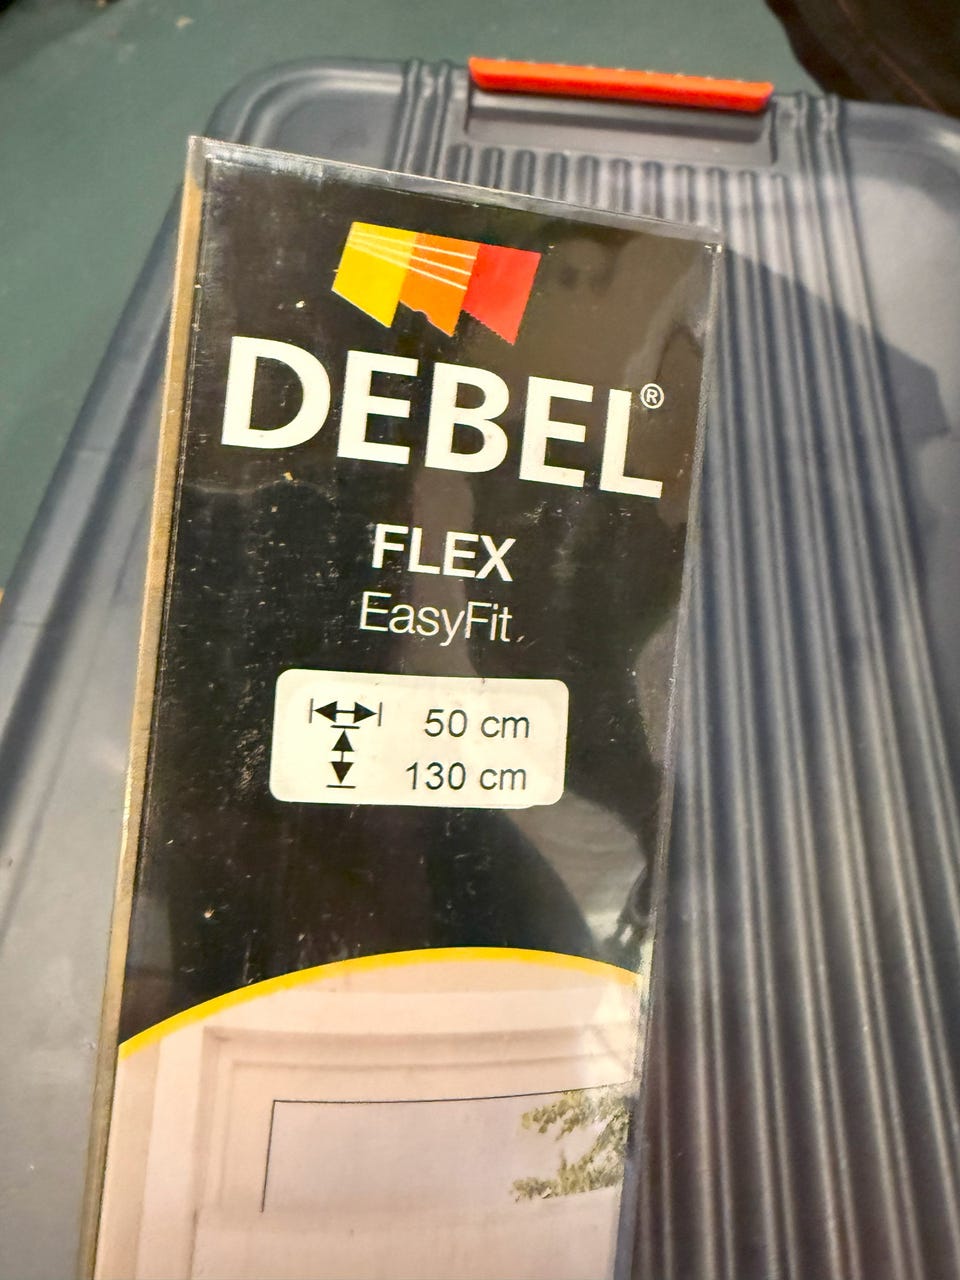 DEBEL®
FLEX
EasyFit
50 cm
130 cm